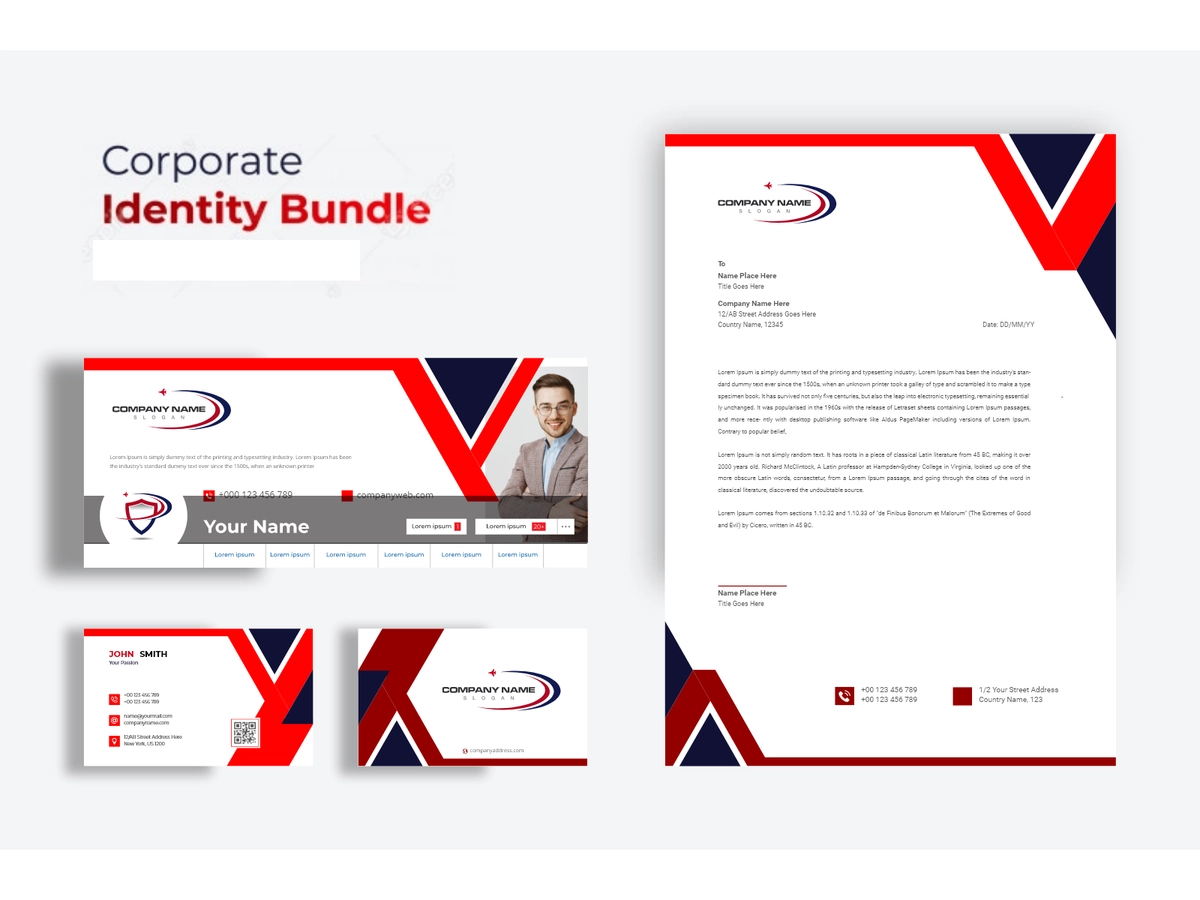 Corporate
Identity Bundle
COMPANY NAME
SLOGAN
Lorem Ipsum is simply dummy text of the printing and typesetting industry. Lorem Ipsum has been
the industry's standard dummy text ever since the 1500s, when an unknown printer
+000 123 456 789
companyweb.com
Your Name
Lorem ipsum 1
Lorem ipsum 20+
Lorem ipsum
Lorem ipsum
Lorem ipsum
Lorem ipsum
Lorem ipsum
Lorem ipsum
JOHN SMITH
Your Passion
+00 123 456 789
+00 123 456 789
name@yourmail.com
companyname.com
12/AB Street Address Here
New York, US 1200
COMPANY NAME
SLOGAN
companyaddress.com
COMPANY NAME
SLOGAN
To
Name Place Here
Title Goes Here
Company Name Here
12/AB Street Address Goes Here
Country Name, 12345
Date: DD/MM/YY
Lorem Ipsum is simply dummy text of the printing and typesetting industry. Lorem Ipsum has been the industry's stan-
dard dummy text ever since the 1500s, when an unknown printer took a galley of type and scrambled it to make a type
specimen book. It has survived not only five centuries, but also the leap into electronic typesetting, remaining essential
ly unchanged. It was popularised in the 1960s with the release of Letraset sheets containing Lorem Ipsum passages,
and more rece- ntly with desktop publishing software like Aldus PageMaker including versions of Lorem Ipsum.
Contrary to popular belief,
Lorem Ipsum is not simply random text. It has roots in a piece of classical Latin literature from 45 BC, making it over
2000 years old. Richard McClintock, A Latin professor at Hampden-Sydney College in Virginia, looked up one of the
more obscure Latin words, consectetur, from a Lorem Ipsum passage, and going through the cites of the word in
classical literature, discovered the undoubtable source.
Lorem Ipsum comes from sections 1.10.32 and 1.10.33 of "de Finibus Bonorum et Malorum" (The Extremes of Good
and Evil) by Cicero, written in 45 BC.
Name Place Here
Title Goes Here
+00 123 456 789
+00 123 456 789
1/2 Your Street Address
Country Name, 123